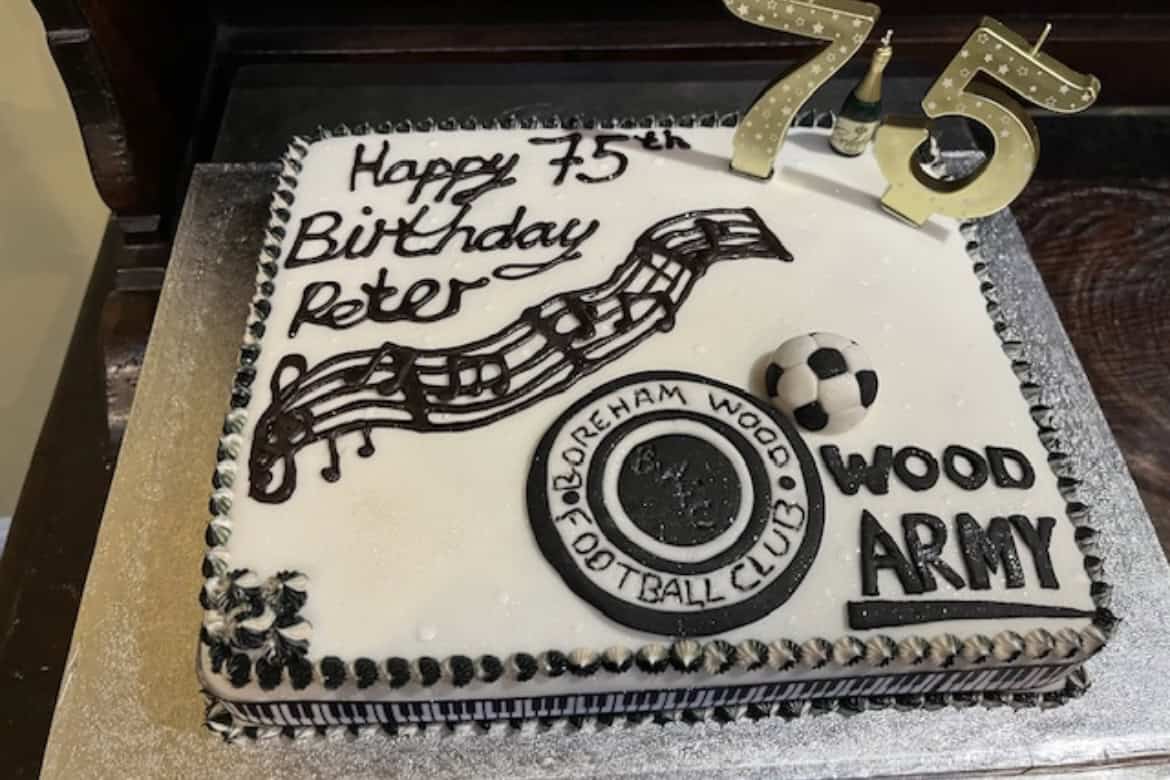 75
Happy 75th
Birthday
Peter
BOREHAM WOOD
FOOTBALL CLUB
WOOD
ARMY